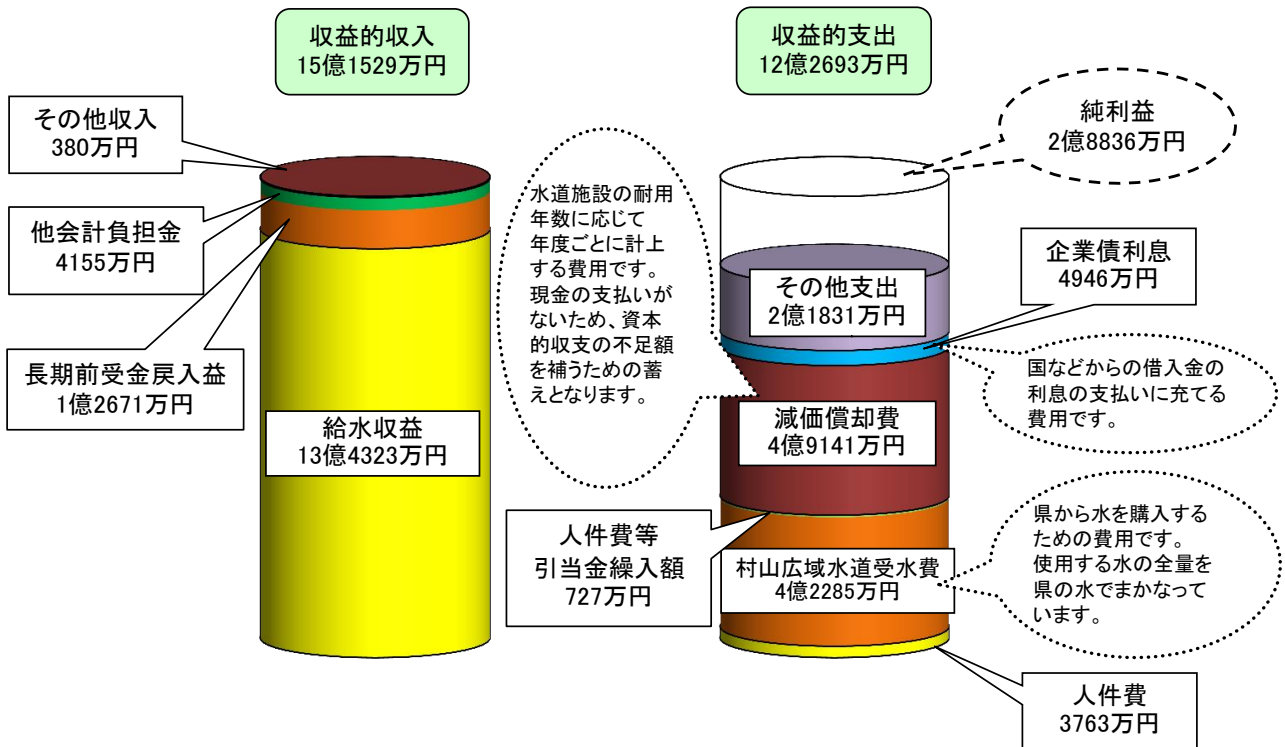 収益的収入
15億1529万円
収益的支出
12億2693万円
その他収入
380万円
他会計負担金
4155万円
長期前受金戻入益
1億2671万円
給水収益
13億4323万円
水道施設の耐用
年数に応じて
年度ごとに計上
する費用です。
現金の支払いが
ないため、資本
的収支の不足額
を補うための蓄
えとなります。
純利益
2億8836万円
その他支出
2億1831万円
企業債利息
4946万円
国などからの借入金の
利息の支払いに充てる
費用です。
減価償却費
4億9141万円
人件費等
引当金繰入額
727万円
村山広域水道受水費
4億2285万円
県から水を購入する
ための費用です。
使用する水の全量を
県の水でまかなって
います。
人件費
3763万円